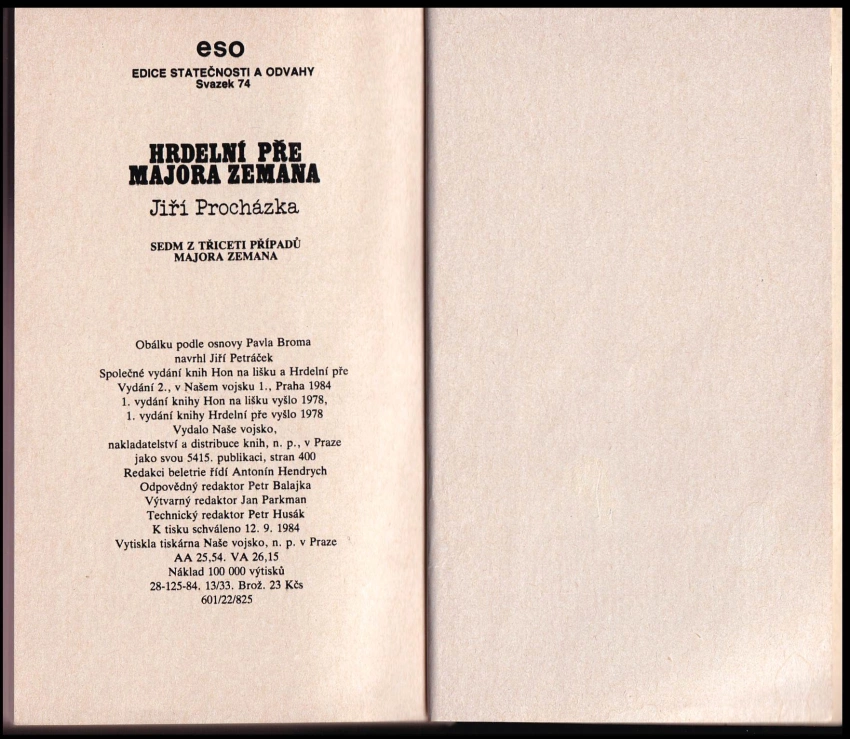 eso
EDICE STATEČNOSTI A ODVAHY
Svazek 74
HRDELNÍ PŘE
MAJORA ZEMANA
Jiří Procházka
SEDM Z TŘICETI PŘÍPADŮ
MAJORA ZEMANA
Obálku podle osnovy Pavla Broma
navrhl Jiří Petráček
Společné vydání knih Hon na lišku a Hrdelní pře
Vydání 2., v Našem vojsku 1., Praha 1984
1. vydání knihy Hon na lišku vyšlo 1978,
1. vydání knihy Hrdelní pře vyšlo 1978
Vydalo Naše vojsko,
nakladatelství a distribuce knih, n. p., v Praze
jako svou 5415. publikaci, stran 400
Redakci beletrie řídí Antonín Hendrych
Odpovědný redaktor Petr Balajka
Výtvarný redaktor Jan Parkman
Technický redaktor Petr Husák
K tisku schváleno 12. 9. 1984
Vytiskla tiskárna Naše vojsko, n. p. v Praze
AA 25,54. VA 26,15
Náklad 100 000 výtisků
28-125-84. 13/33. Brož. 23 Kčs
601/22/825